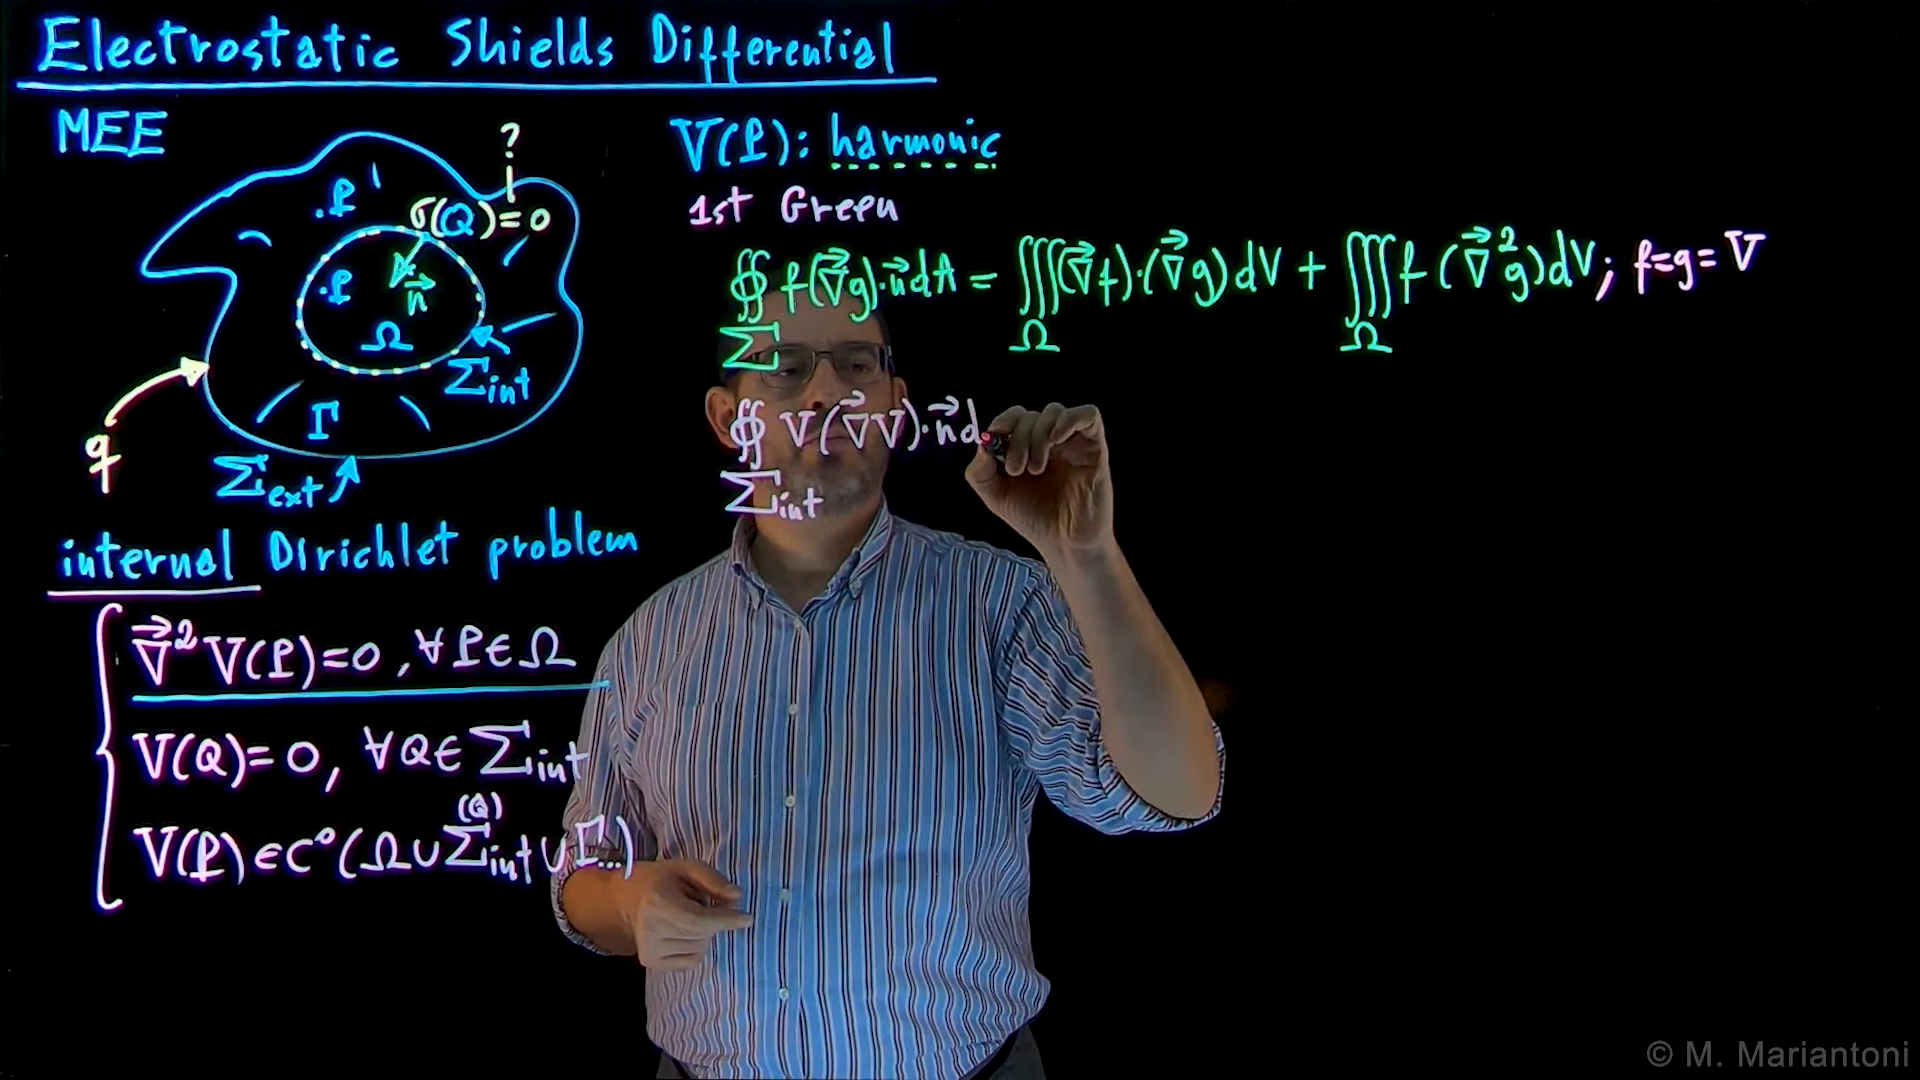 Electrostatic Shields Differential
MEE
?
.P
σ(Q)=0
.P
n⃗
Ω
Σint
Γ
q
Σext
internal Dirichlet problem
∇⃗²V(P)=0, ∀P∈Ω
V(Q)=0, ∀Q∈Σint
(Q)
V(P)∈C⁰(Ω∪Σint∪Γ...)
V(P): harmonic
1st Green
∯Σ f(∇⃗g)·n⃗dA = ∭Ω(∇⃗f)·(∇⃗g)dV + ∭Ω f(∇⃗²g)dV; f=g=V
∯Σint V(∇⃗V)·n⃗d
© M. Mariantoni